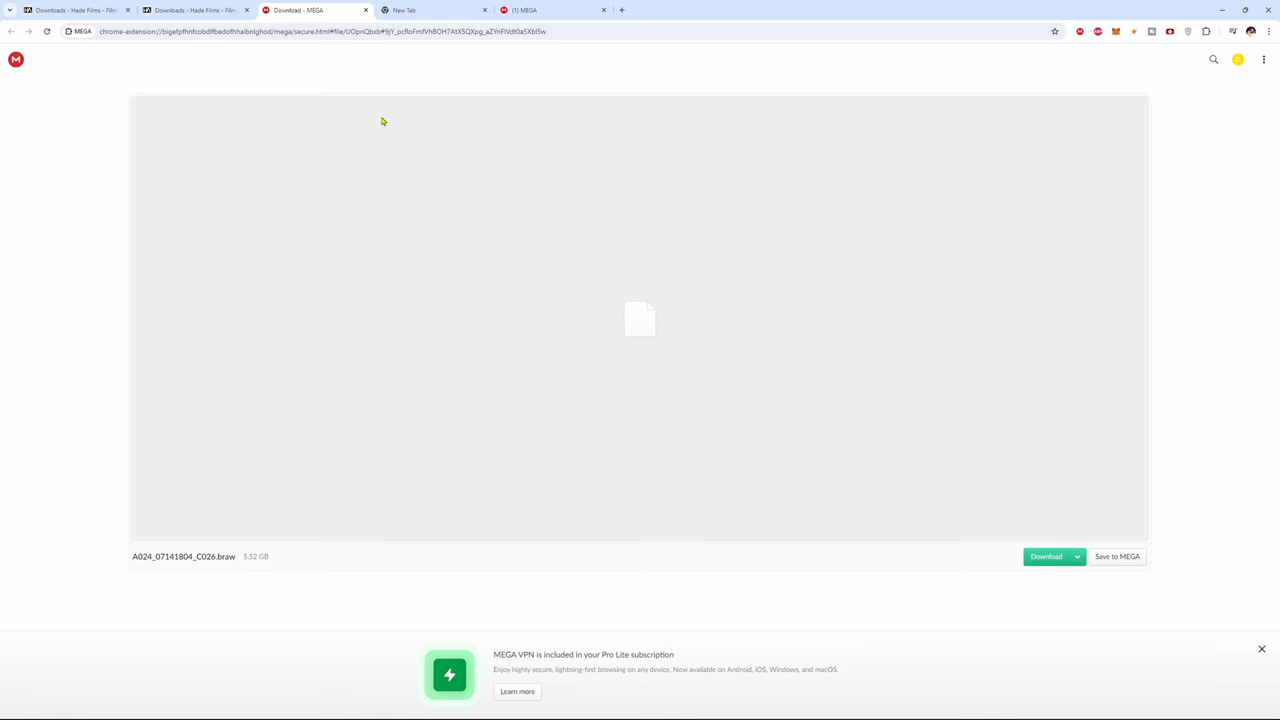 Downloads - Hade Films - Film
Downloads - Hade Films - Film
Download - MEGA
New Tab
(1) MEGA
MEGA
chrome-extension://bigefpfhnfcobdlfbedofhhaibnlghod/mega/secure.html#file/
A024_07141804_C026.braw
5.52 GB
Download
Save to MEGA
MEGA VPN is included in your Pro Lite subscription
Enjoy highly secure, lightning-fast browsing on any device. Now available on Android, iOS, Windows, and macOS.
Learn more